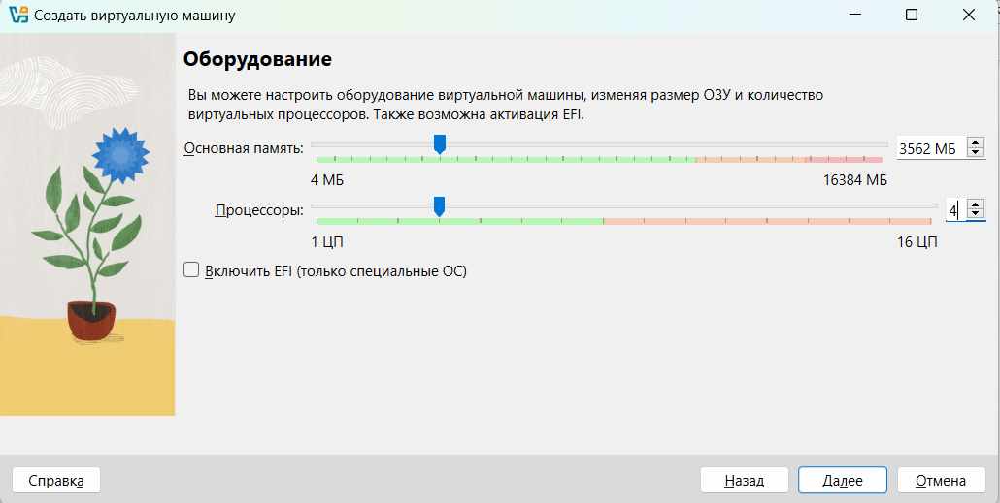 Создать виртуальную машину
Оборудование
Вы можете настроить оборудование виртуальной машины, изменяя размер ОЗУ и количество
виртуальных процессоров. Также возможна активация EFI.
Основная память: 3562 МБ
4 МБ 16384 МБ
Процессоры: 4
1 ЦП 16 ЦП
Включить EFI (только специальные ОС)
Справка Назад Далее Отмена